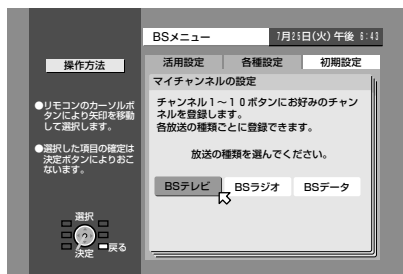 BSメニュー
7月25日(火) 午後 6:43
操作方法
活用設定 各種設定 初期設定
マイチャンネルの設定
●リモコンのカーソルボ
タンにより矢印を移動
して選択します。
●選択した項目の確定は
決定ボタンによりおこ
ないます。
チャンネル1～10ボタンにお好みのチャン
ネルを登録します。
各放送の種類ごとに登録できます。
放送の種類を選んでください。
BSテレビ BSラジオ BSデータ
選択
戻る
決定